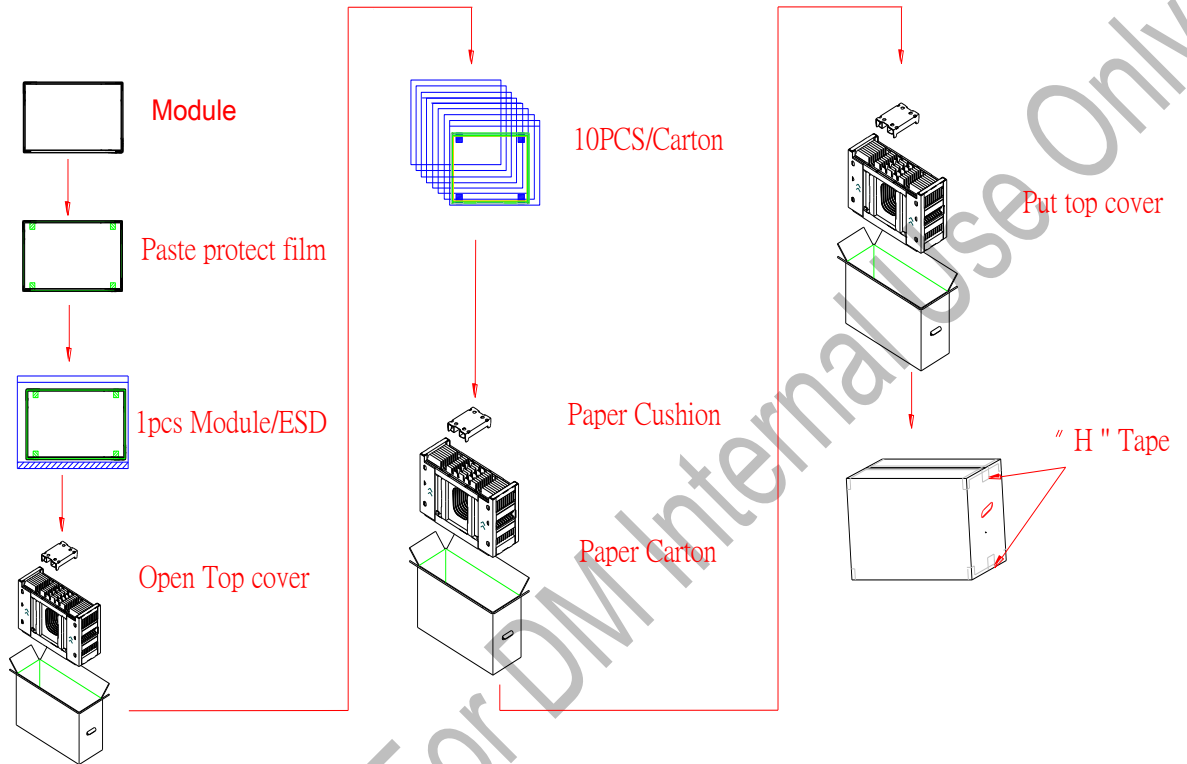 Module
Paste protect film
1pcs Module/ESD
Open Top cover
10PCS/Carton
Paper Cushion
Paper Carton
Put top cover
" H " Tape
For DM Internal Use Only